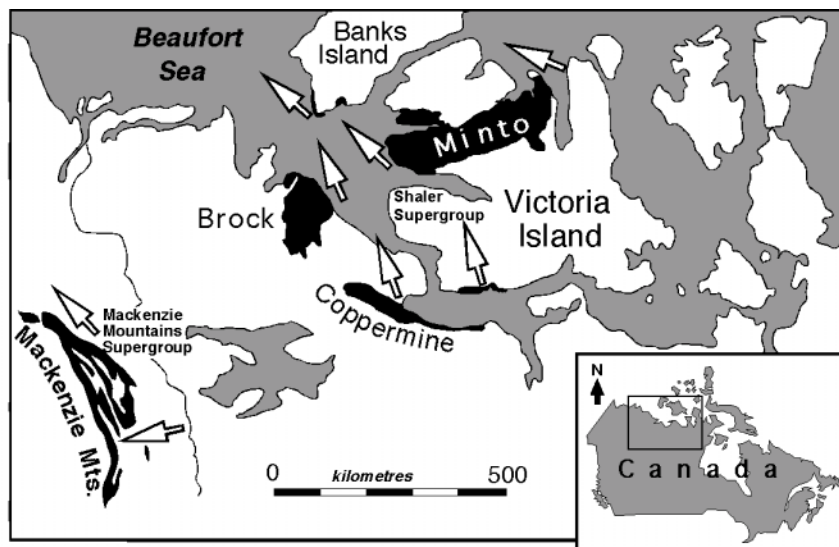 Beaufort
Sea
Banks
Island
Minto
Brock
Shaler
Supergroup
Victoria
Island
Coppermine
Mackenzie
Mountains
Supergroup
Mackenzie Mts.
0 kilometres 500
N
Canada